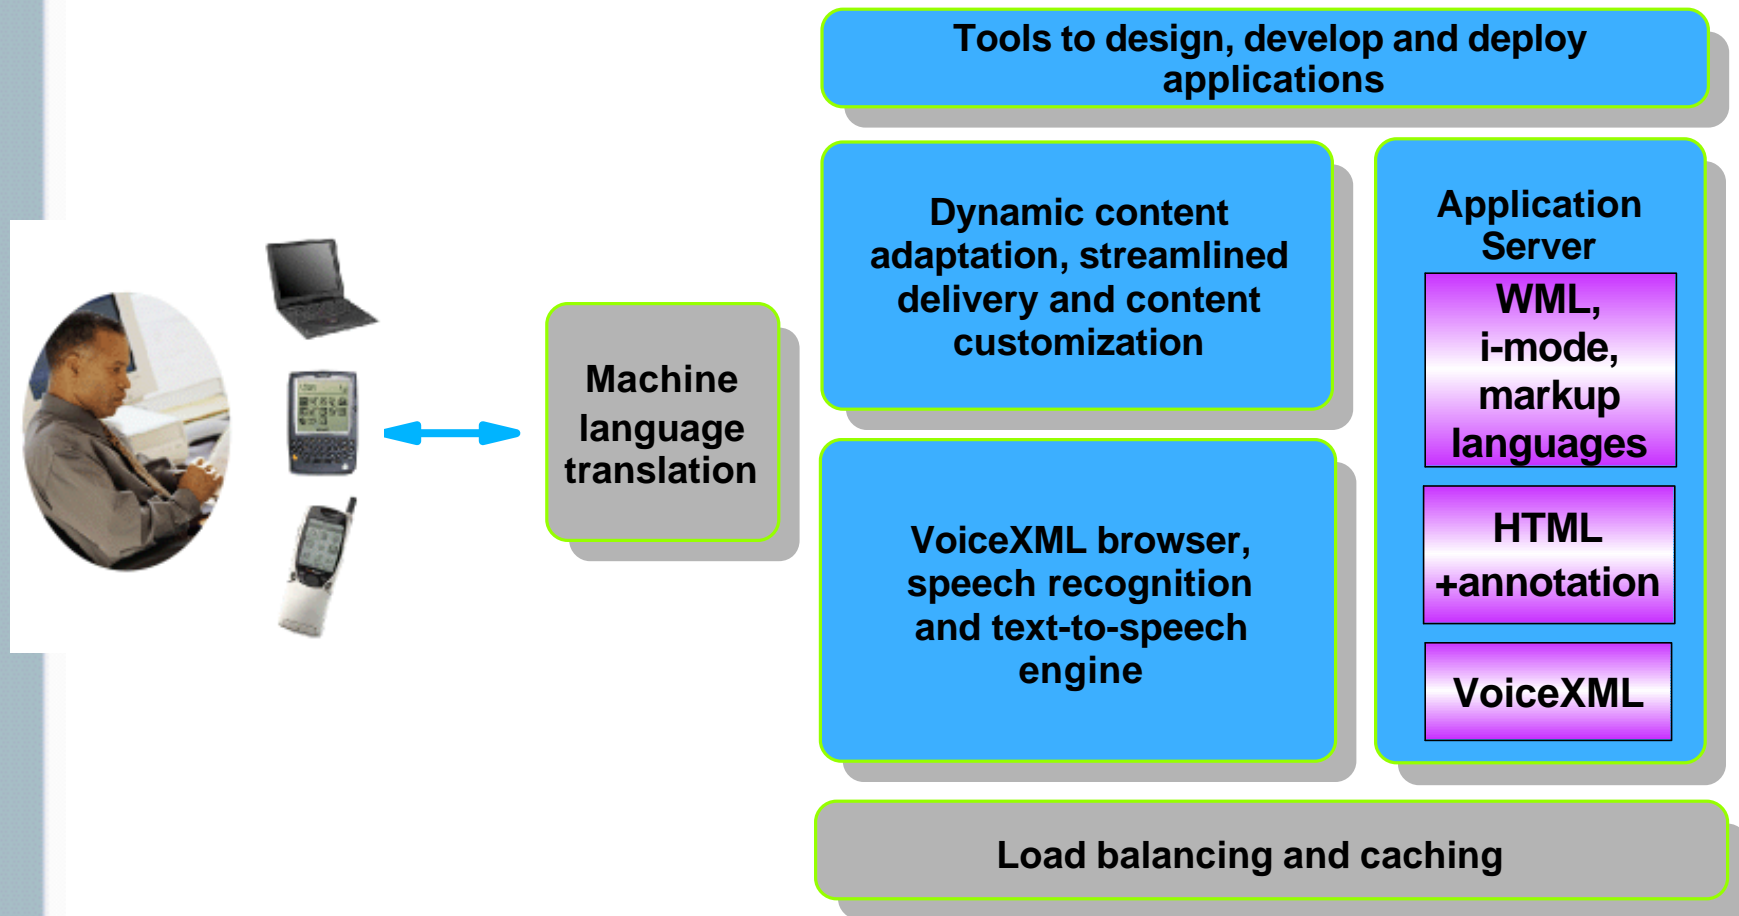 Tools to design, develop and deploy
applications
Dynamic content
adaptation, streamlined
delivery and content
customization
Application
Server
WML,
i-mode,
markup
languages
HTML
+annotation
VoiceXML
Machine
language
translation
VoiceXML browser,
speech recognition
and text-to-speech
engine
Load balancing and caching